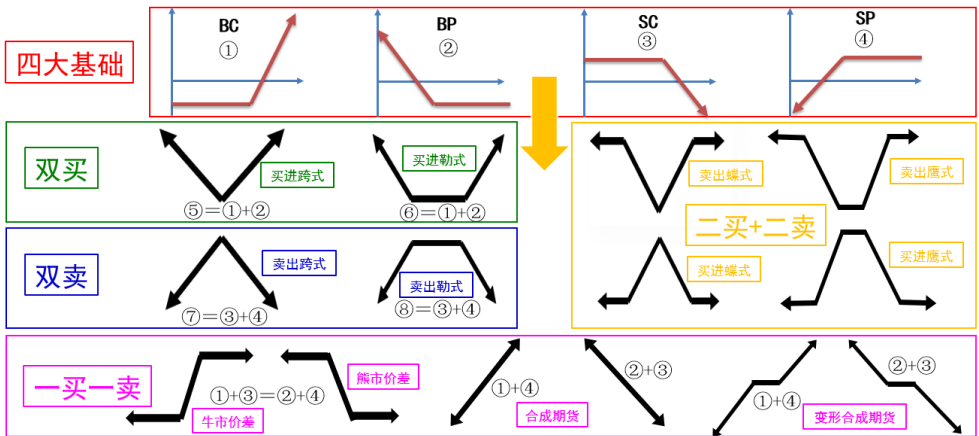 四大基础
BC
①
BP
②
SC
③
SP
④
双买
买进跨式
⑤=①+②
买进勒式
⑥=①+②
双卖
卖出跨式
⑦=③+④
卖出勒式
⑧=③+④
卖出蝶式
卖出鹰式
二买+二卖
买进蝶式
买进鹰式
一买一卖
①+③=②+④
牛市价差
熊市价差
①+④
②+③
合成期货
①+④
②+③
变形合成期货